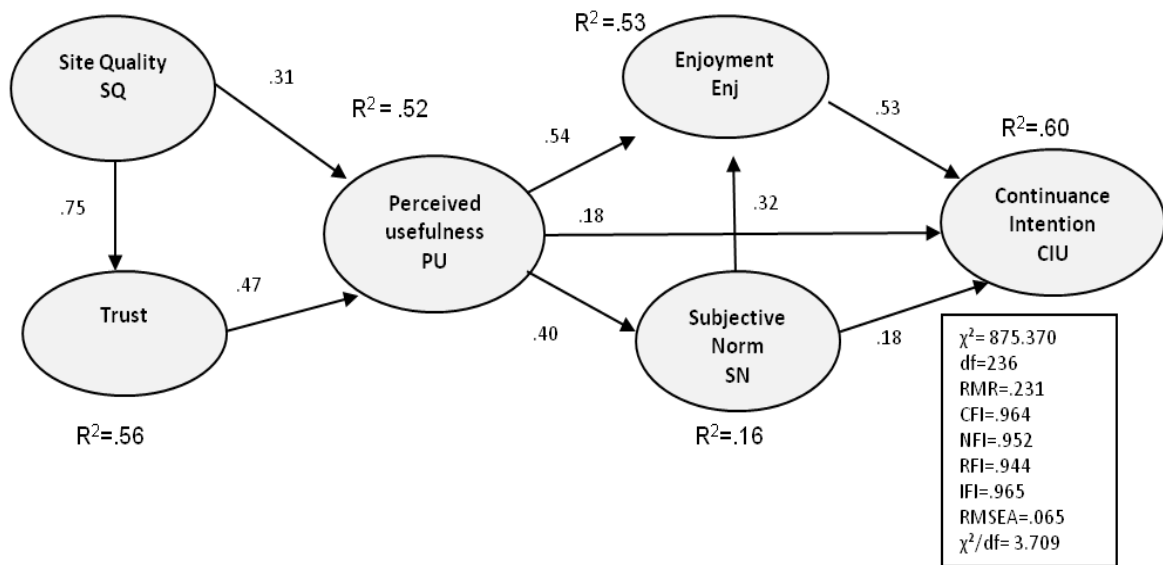 Site Quality
SQ
.31
R² = .52
R² =.53
Enjoyment
Enj
.53
R²=.60
.54
.75
Perceived
usefulness
PU
.18
.32
Continuance
Intention
CIU
Trust
.47
.40
Subjective
Norm
SN
.18
R²=.56
R²=.16
χ²= 875.370
df=236
RMR=.231
CFI=.964
NFI=.952
RFI=.944
IFI=.965
RMSEA=.065
χ²/df= 3.709